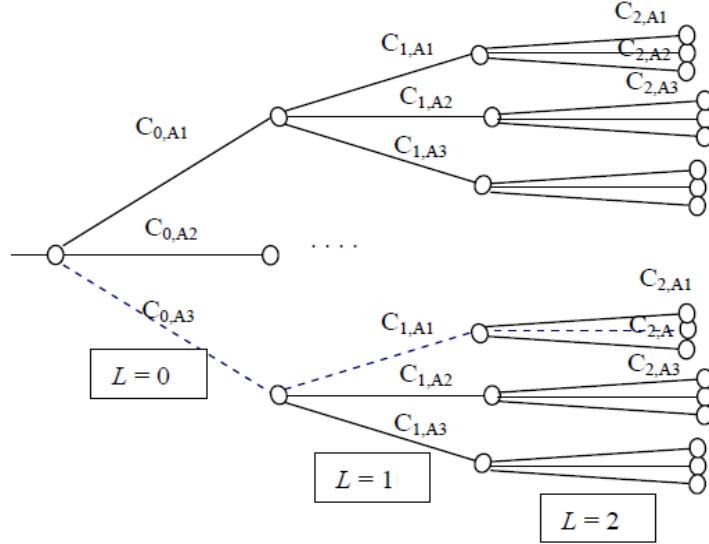 C2,A1
C1,A1
C2,A2
C2,A3
C1,A2
C0,A1
C1,A3
C0,A2
. . . .
C2,A1
C0,A3
C1,A1
C2,A
L = 0
C1,A2
C2,A3
C1,A3
L = 1
L = 2